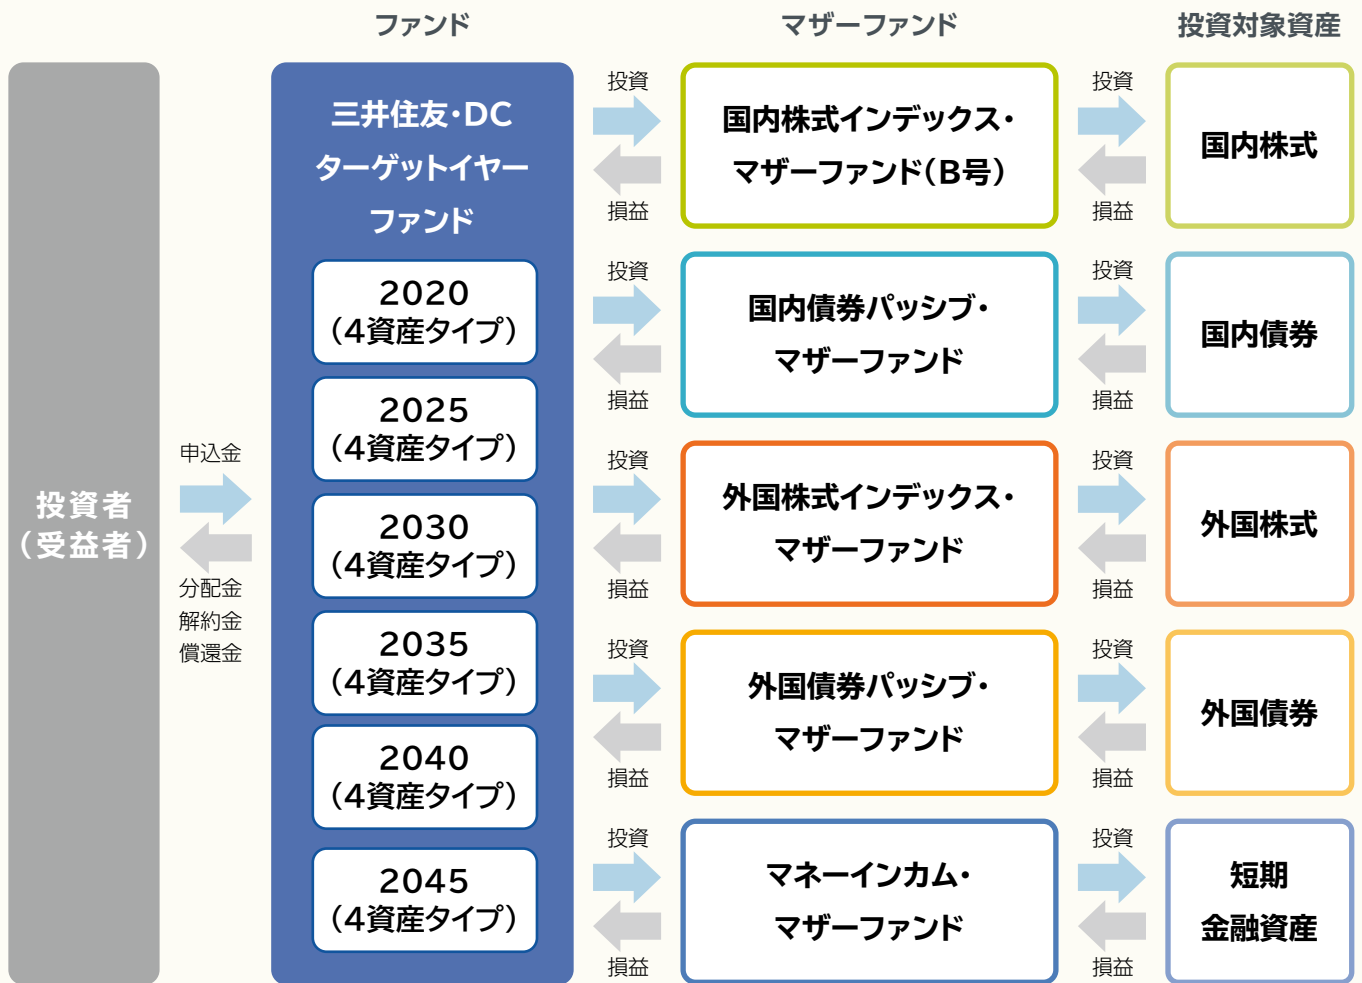 ファンド
マザーファンド
投資対象資産
投資者
（受益者）
申込金
分配金
解約金
償還金
三井住友・DC
ターゲットイヤー
ファンド
2020
（4資産タイプ）
2025
（4資産タイプ）
2030
（4資産タイプ）
2035
（4資産タイプ）
2040
（4資産タイプ）
2045
（4資産タイプ）
投資
損益
国内株式インデックス・
マザーファンド（B号）
投資
損益
国内株式
投資
損益
国内債券パッシブ・
マザーファンド
投資
損益
国内債券
投資
損益
外国株式インデックス・
マザーファンド
投資
損益
外国株式
投資
損益
外国債券パッシブ・
マザーファンド
投資
損益
外国債券
投資
損益
マネーインカム・
マザーファンド
投資
損益
短期
金融資産